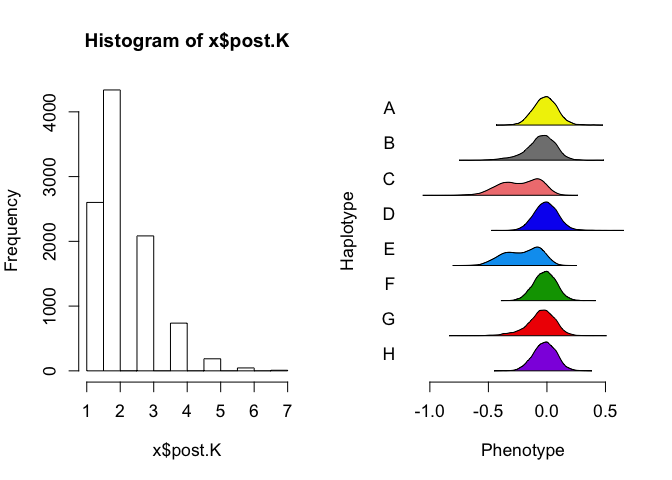 Histogram of x$post.K
Frequency
0
1000
2000
3000
4000
1 2 3 4 5 6 7
x$post.K
Haplotype
A
B
C
D
E
F
G
H
-1.0 -0.5 0.0 0.5
Phenotype